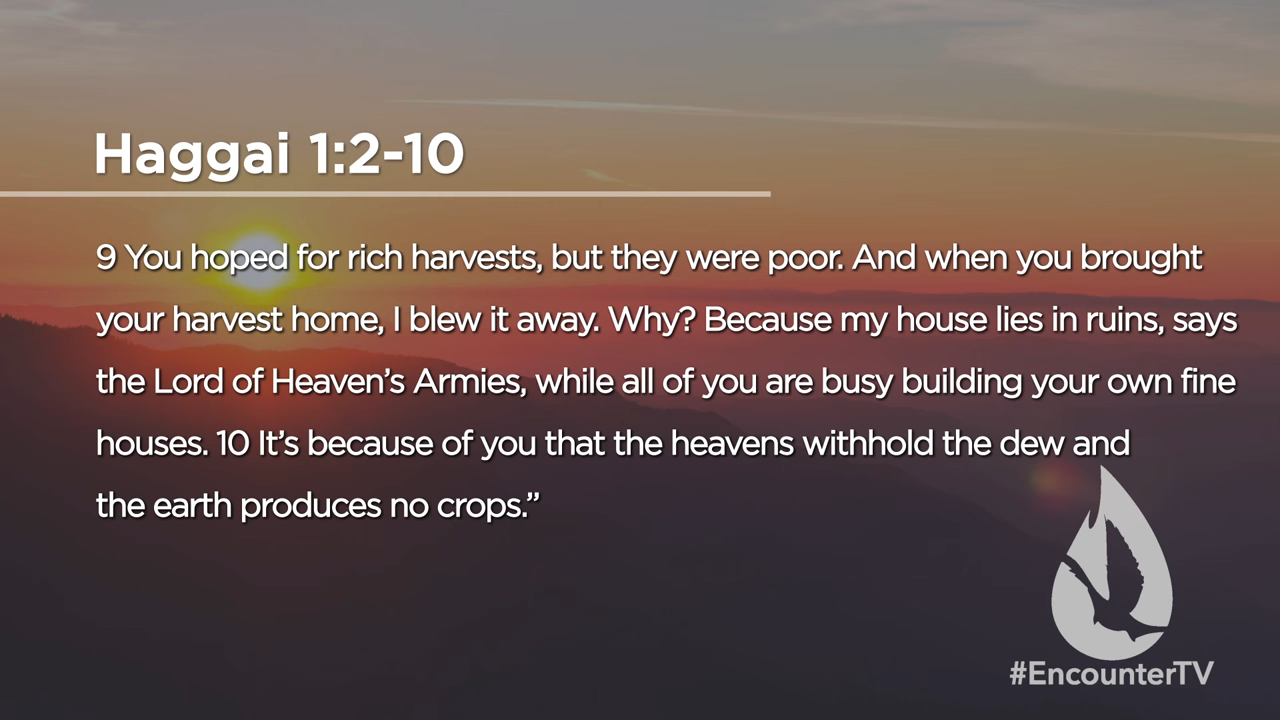 Haggai 1:2-10
9 You hoped for rich harvests, but they were poor. And when you brought
your harvest home, I blew it away. Why? Because my house lies in ruins, says
the Lord of Heaven’s Armies, while all of you are busy building your own fine
houses. 10 It’s because of you that the heavens withhold the dew and
the earth produces no crops.”
#EncounterTV